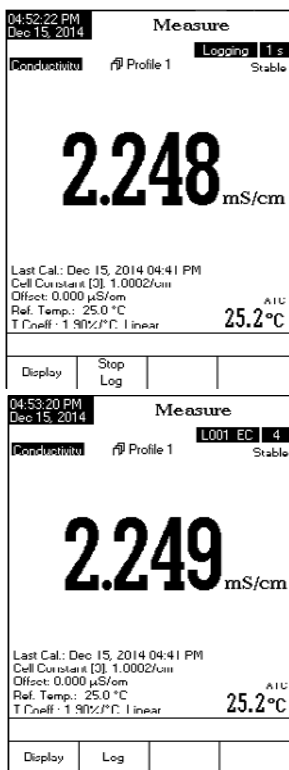 04:52:22 PM
Dec 15, 2014
Measure
Logging 1 s
Conductivity Profile 1 Stable
2.248 mS/cm
Last Cal.: Dec 15, 2014 04:41 PM
Cell Constant [3]. 1.0002/cm
Offset: 0.000 µS/cm
Ref. Temp.: 25.0 °C
T.Coeff.: 1.90%/°C Linear
ATC
25.2°C
Display
Stop
Log
04:53:20 PM
Dec 15, 2014
Measure
L001 EC 4
Conductivity Profile 1 Stable
2.249 mS/cm
Last Cal.: Dec 15, 2014 04:41 PM
Cell Constant [3]. 1.0002/cm
Offset: 0.000 µS/cm
Ref. Temp.: 25.0 °C
T.Coeff.: 1.90%/°C Linear
ATC
25.2°C
Display Log